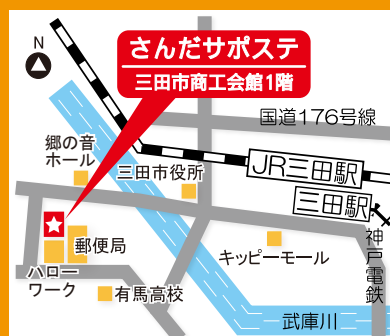 N
さんだサポステ
三田市商工会館1階
国道176号線
郷の音
ホール
三田市役所
JR三田駅
三田駅
神戸電鉄
郵便局
キッピーモール
ハロー
ワーク
有馬高校
武庫川